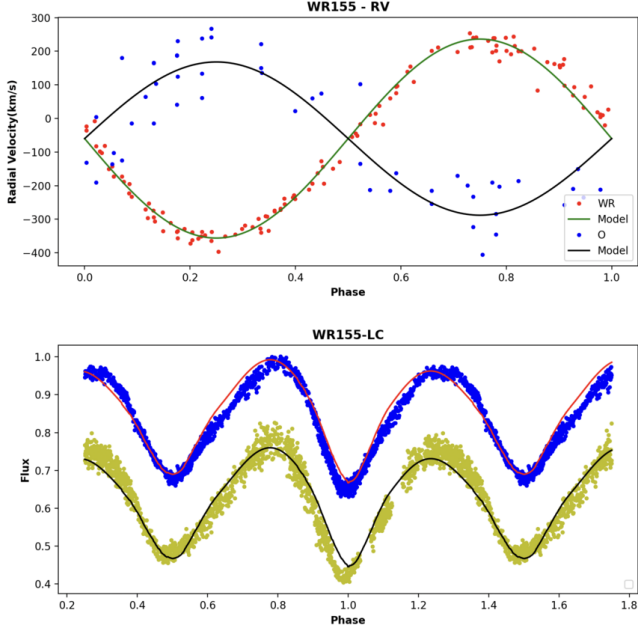 WR155 - RV
Radial Velocity(km/s)
300
200
100
0
−100
−200
−300
−400
0.0 0.2 0.4 0.6 0.8 1.0
Phase
WR
Model
O
Model
WR155-LC
Flux
1.0
0.9
0.8
0.7
0.6
0.5
0.4
0.2 0.4 0.6 0.8 1.0 1.2 1.4 1.6 1.8
Phase